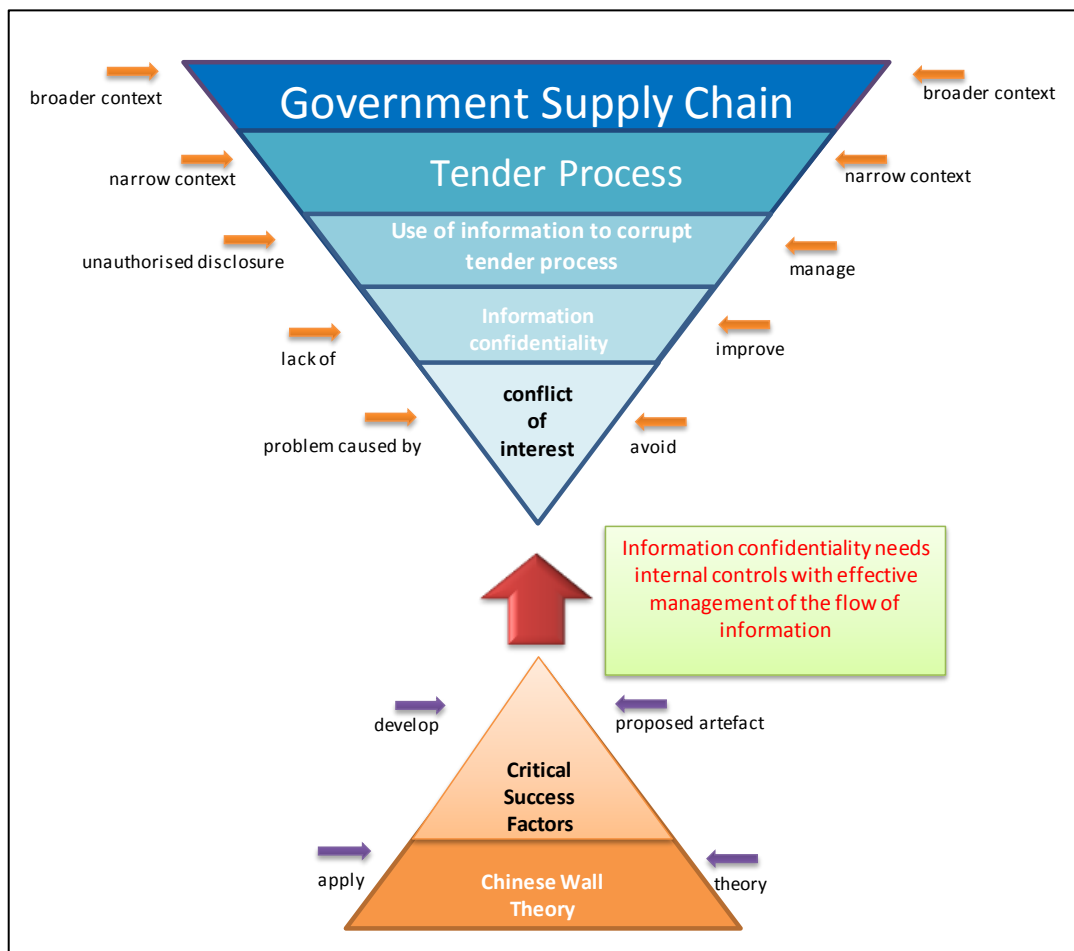 Government Supply Chain
broader context
broader context
Tender Process
narrow context
narrow context
Use of information to corrupt
tender process
unauthorised disclosure
manage
Information
confidentiality
lack of
improve
conflict
of
interest
problem caused by
avoid
Information confidentiality needs
internal controls with effective
management of the flow of
information
develop
proposed artefact
Critical
Success
Factors
apply
theory
Chinese Wall
Theory